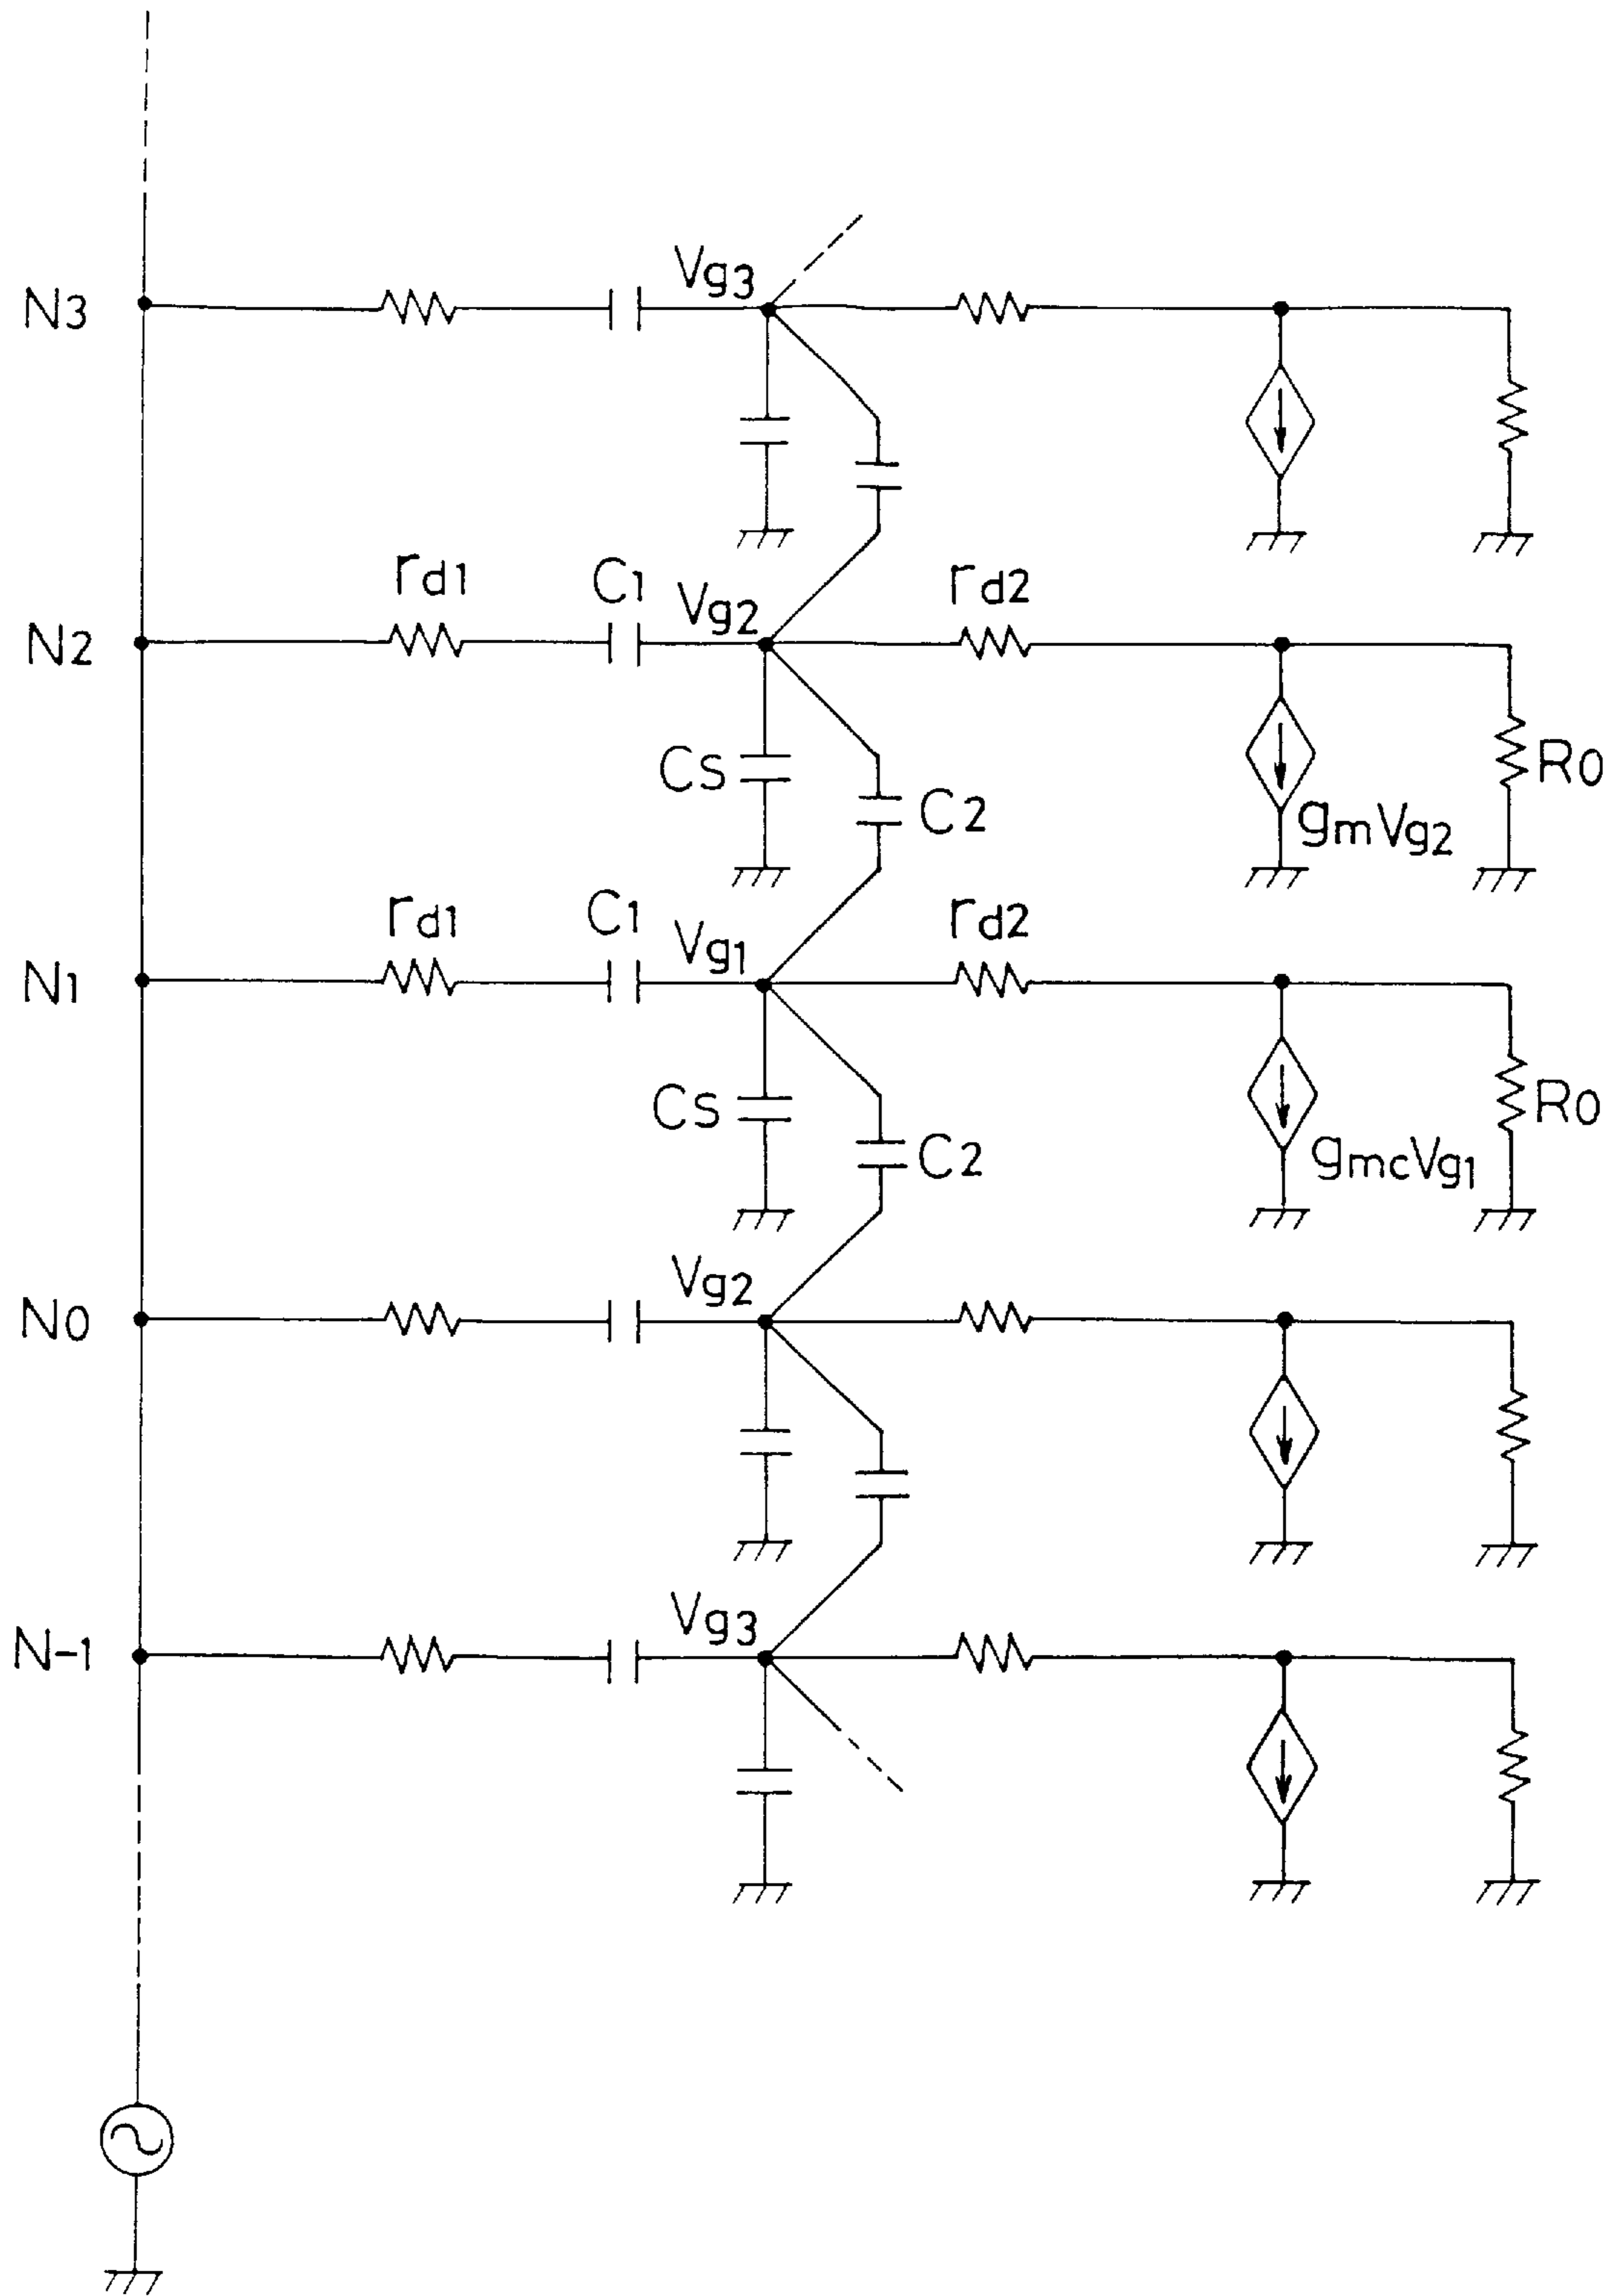 Vg3
N3
rd1 C1 Vg2 rd2
N2
Cs C2 gmVg2 R0
rd1 C1 Vg1 rd2
N1
Cs C2 gmcVg1 R0
Vg2
N0
Vg3
N-1